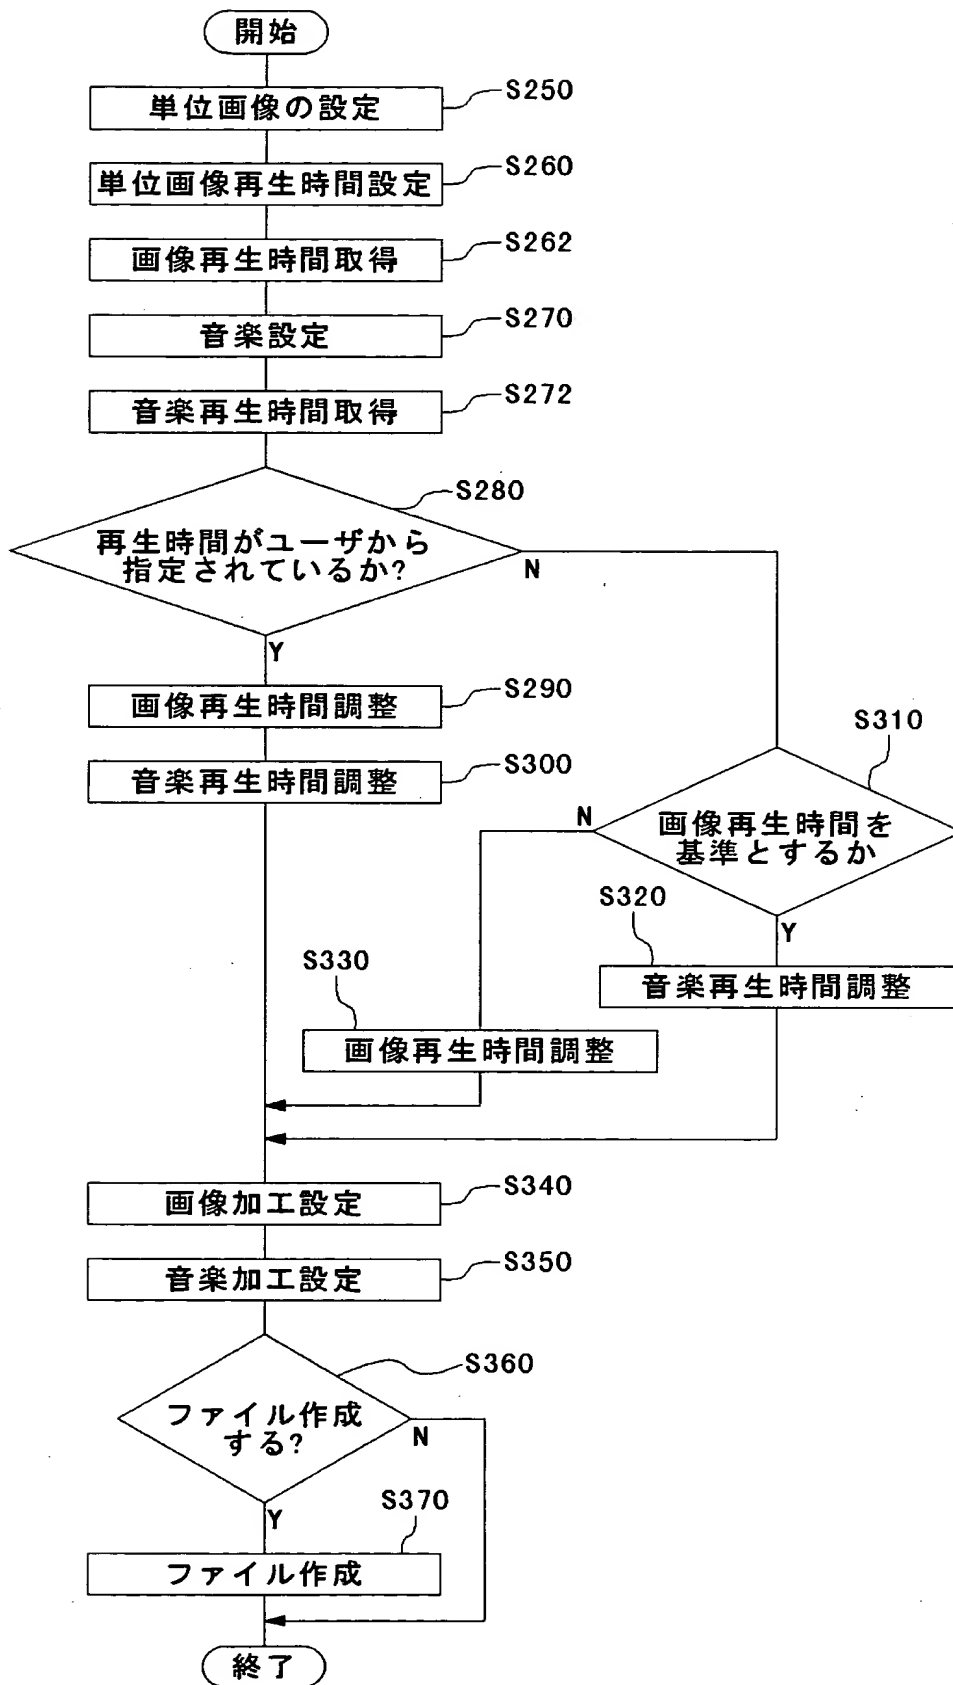 開始
単位画像の設定
S250
単位画像再生時間設定
S260
画像再生時間取得
S262
音楽設定
S270
音楽再生時間取得
S272
S280
再生時間がユーザから
指定されているか?
N
Y
画像再生時間調整
S290
音楽再生時間調整
S300
S310
画像再生時間を
基準とするか
N
Y
S320
音楽再生時間調整
S330
画像再生時間調整
画像加工設定
S340
音楽加工設定
S350
S360
ファイル作成
する?
N
Y
S370
ファイル作成
終了